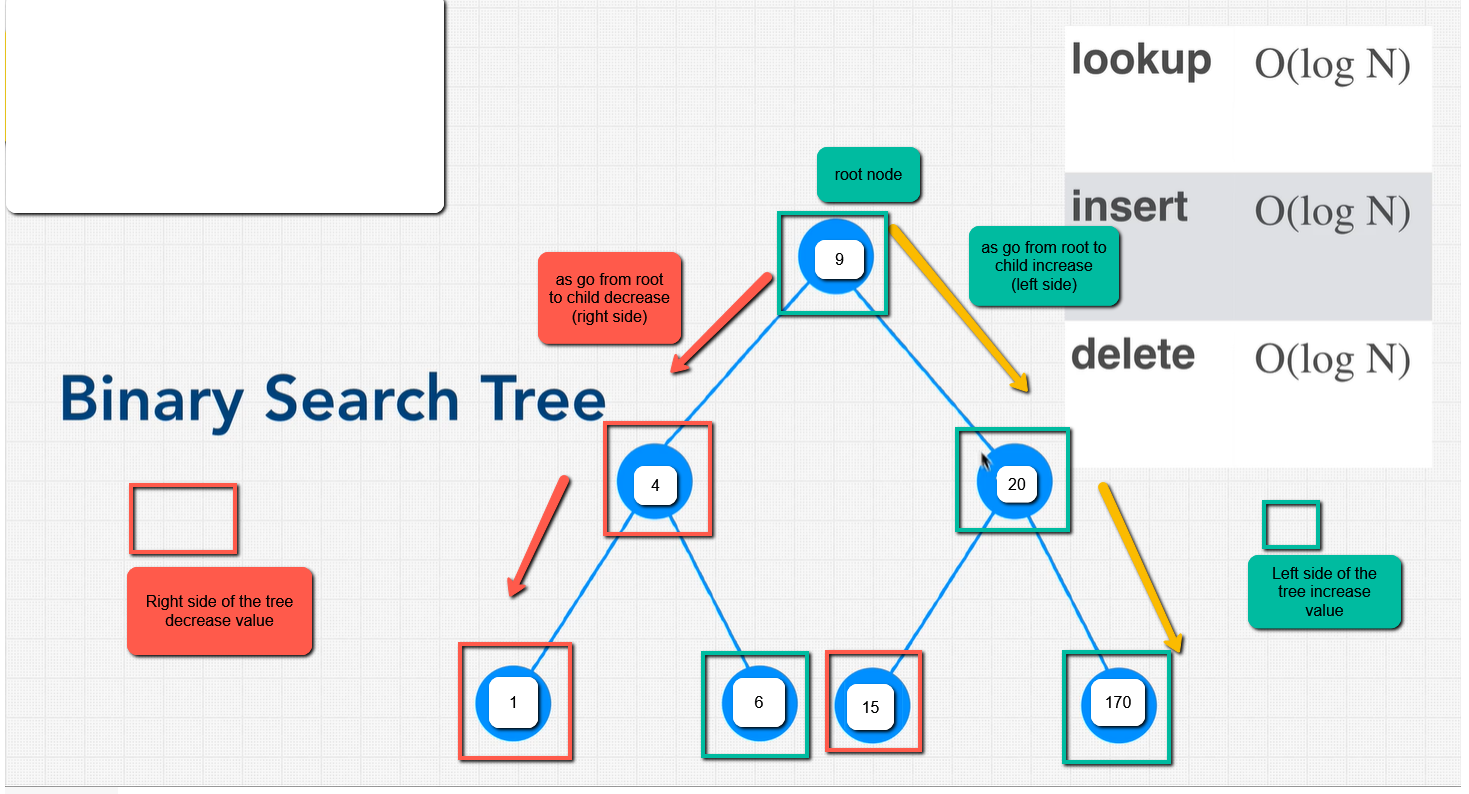 lookup O(log N)
root node
insert O(log N)
as go from root to
child increase
(left side)
9
as go from root
to child decrease
(right side)
delete O(log N)
Binary Search Tree
4
20
Right side of the tree
decrease value
Left side of the
tree increase
value
1
6
15
170